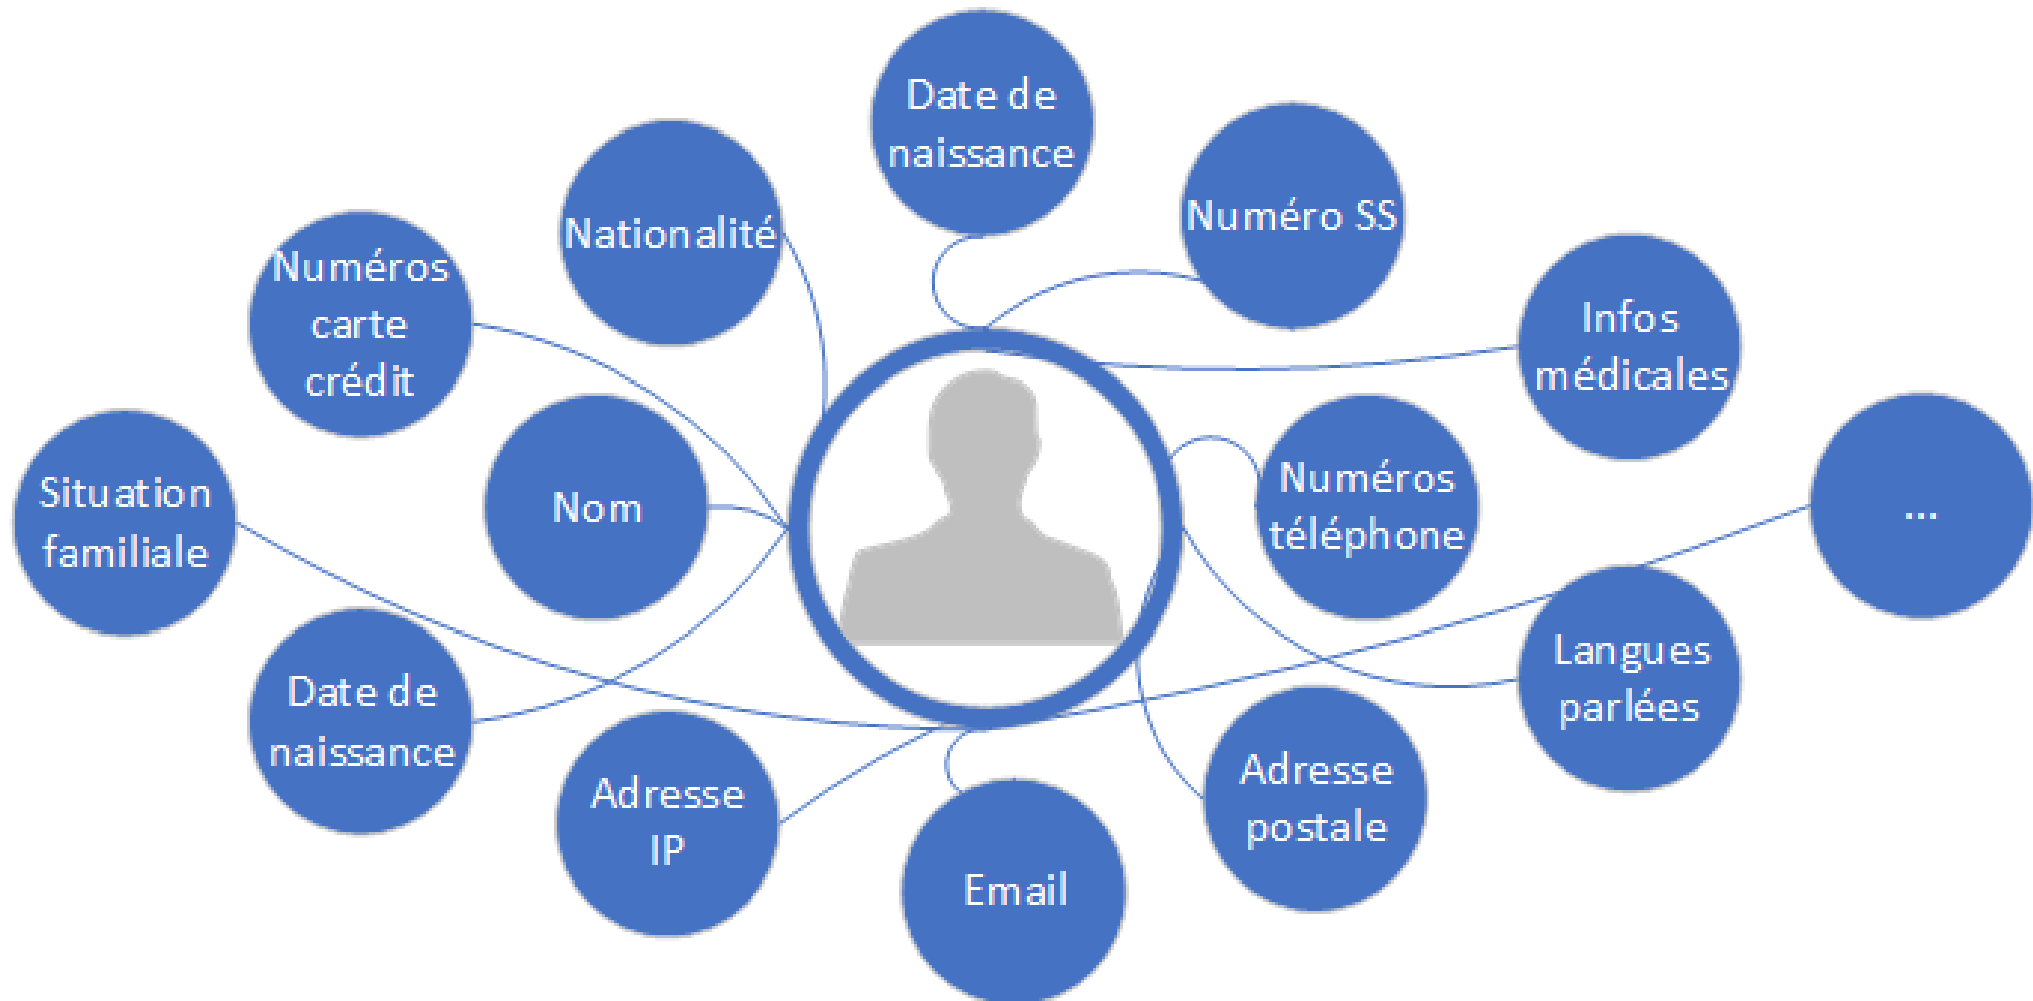 Date de
naissance
Numéro SS
Nationalité
Numéros
carte
crédit
Infos
médicales
Situation
familiale
Nom
Numéros
téléphone
...
Langues
parlées
Date de
naissance
Adresse
IP
Adresse
postale
Email